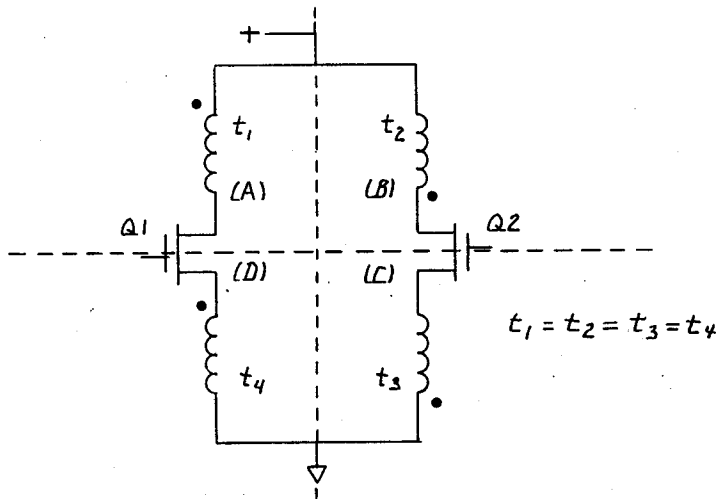 +
t₁ t₂
(A) (B)
Q1 Q2
(D) (C)
t₁ = t₂ = t₃ = t₄
t₄ t₃